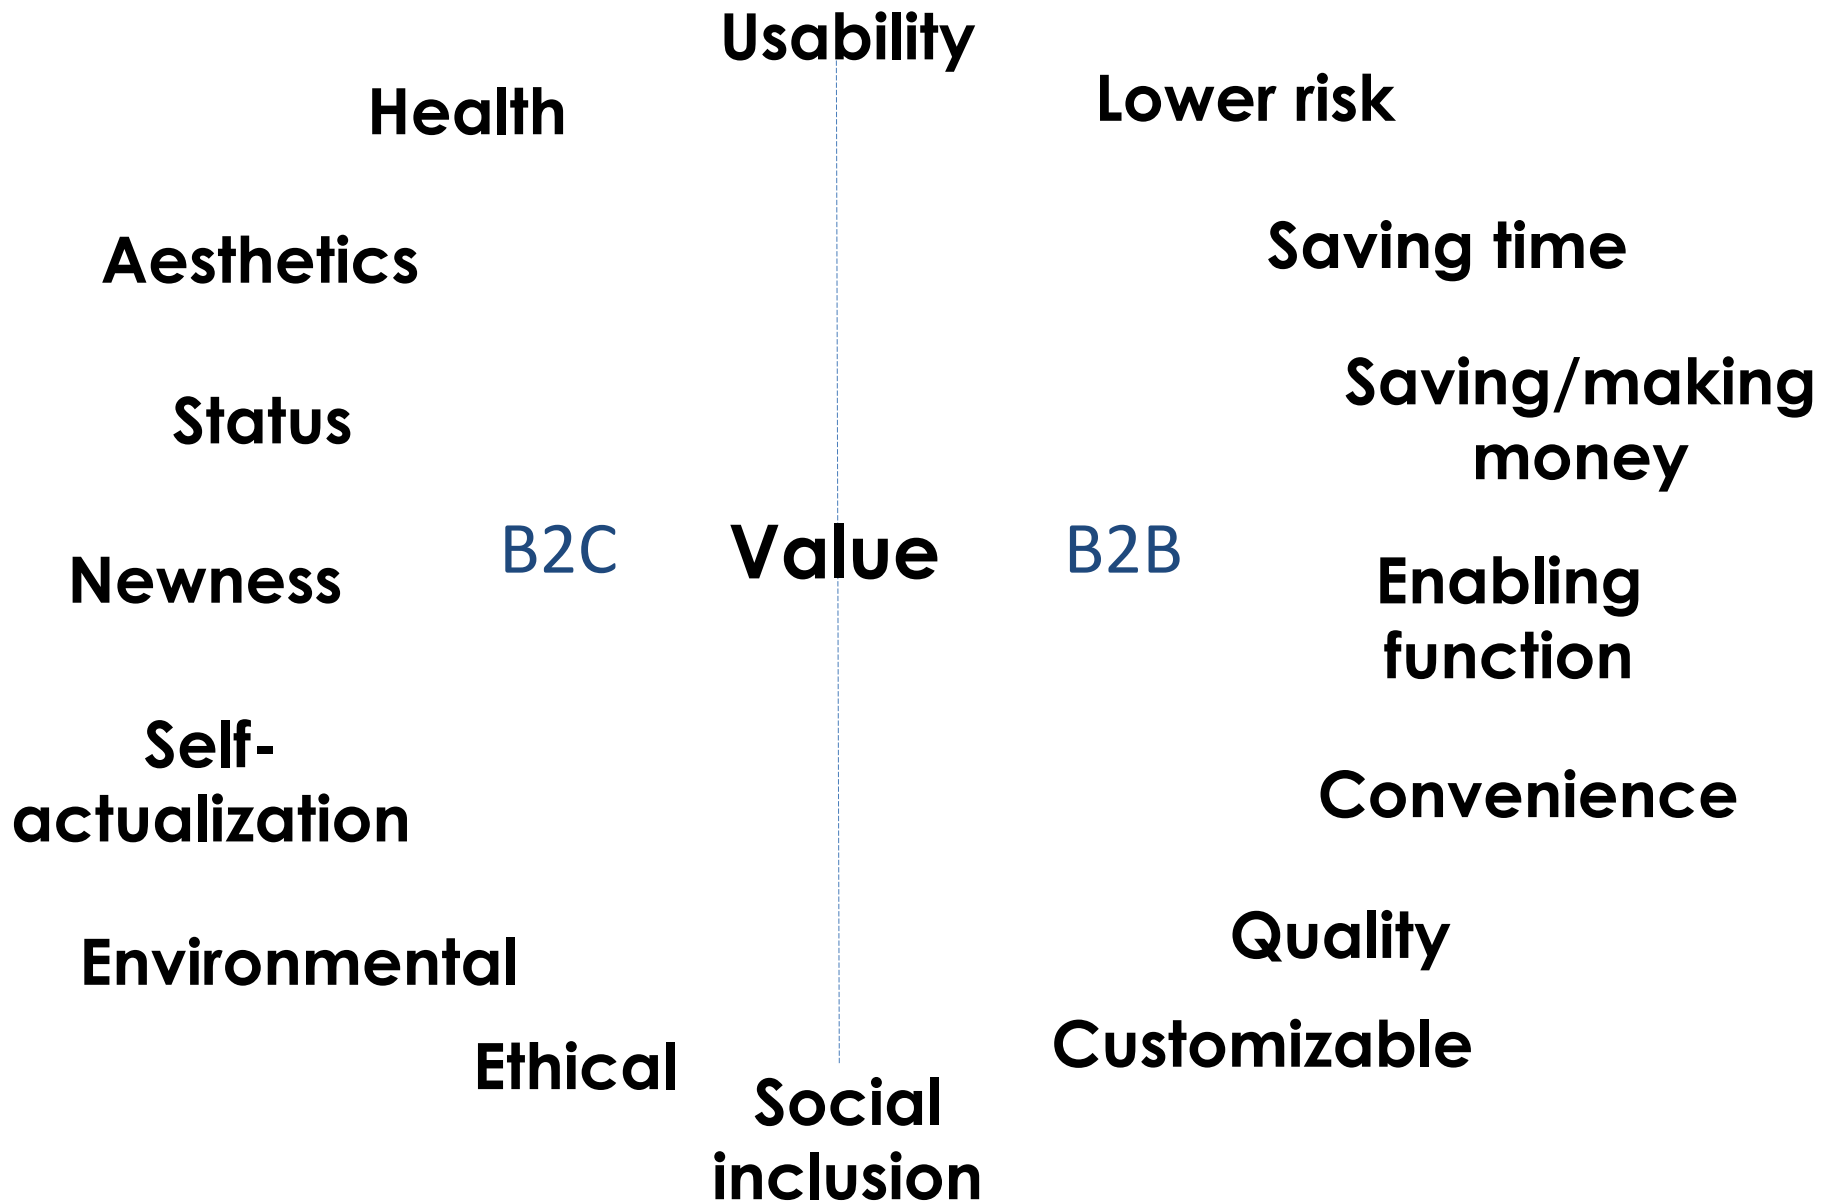 Usability
Health
Lower risk
Aesthetics
Saving time
Status
Saving/making
money
B2C
Value
B2B
Newness
Enabling
function
Self-
actualization
Convenience
Environmental
Quality
Ethical
Customizable
Social
inclusion